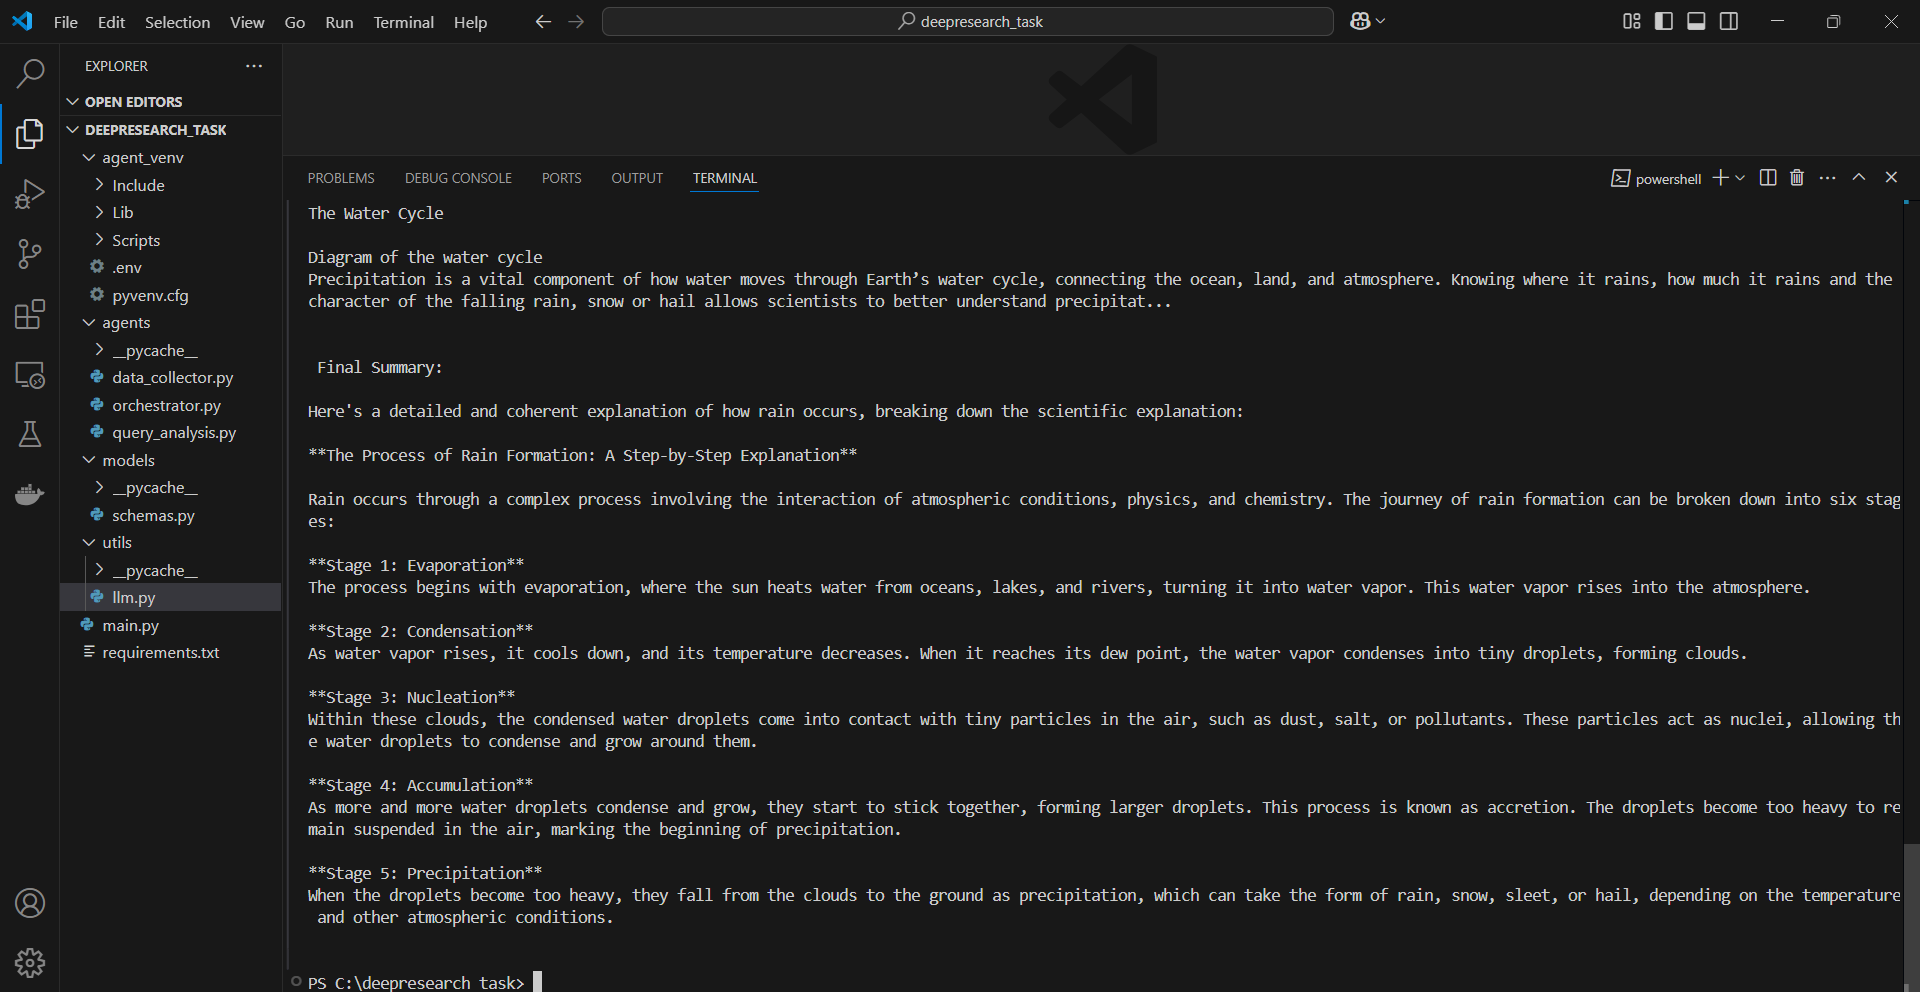 File Edit Selection View Go Run Terminal Help
deepresearch_task
EXPLORER
OPEN EDITORS
DEEPRESEARCH_TASK
agent_venv
Include
Lib
Scripts
.env
pyvenv.cfg
agents
__pycache__
data_collector.py
orchestrator.py
query_analysis.py
models
__pycache__
schemas.py
utils
__pycache__
llm.py
main.py
requirements.txt
PROBLEMS DEBUG CONSOLE PORTS OUTPUT TERMINAL
powershell
The Water Cycle
Diagram of the water cycle
Precipitation is a vital component of how water moves through Earth’s water cycle, connecting the ocean, land, and atmosphere. Knowing where it rains, how much it rains and the
character of the falling rain, snow or hail allows scientists to better understand precipitat...
Final Summary:
Here's a detailed and coherent explanation of how rain occurs, breaking down the scientific explanation:
**The Process of Rain Formation: A Step-by-Step Explanation**
Rain occurs through a complex process involving the interaction of atmospheric conditions, physics, and chemistry. The journey of rain formation can be broken down into six stag
es:
**Stage 1: Evaporation**
The process begins with evaporation, where the sun heats water from oceans, lakes, and rivers, turning it into water vapor. This water vapor rises into the atmosphere.
**Stage 2: Condensation**
As water vapor rises, it cools down, and its temperature decreases. When it reaches its dew point, the water vapor condenses into tiny droplets, forming clouds.
**Stage 3: Nucleation**
Within these clouds, the condensed water droplets come into contact with tiny particles in the air, such as dust, salt, or pollutants. These particles act as nuclei, allowing th
e water droplets to condense and grow around them.
**Stage 4: Accumulation**
As more and more water droplets condense and grow, they start to stick together, forming larger droplets. This process is known as accretion. The droplets become too heavy to re
main suspended in the air, marking the beginning of precipitation.
**Stage 5: Precipitation**
When the droplets become too heavy, they fall from the clouds to the ground as precipitation, which can take the form of rain, snow, sleet, or hail, depending on the temperature
and other atmospheric conditions.
PS C:\deepresearch_task>